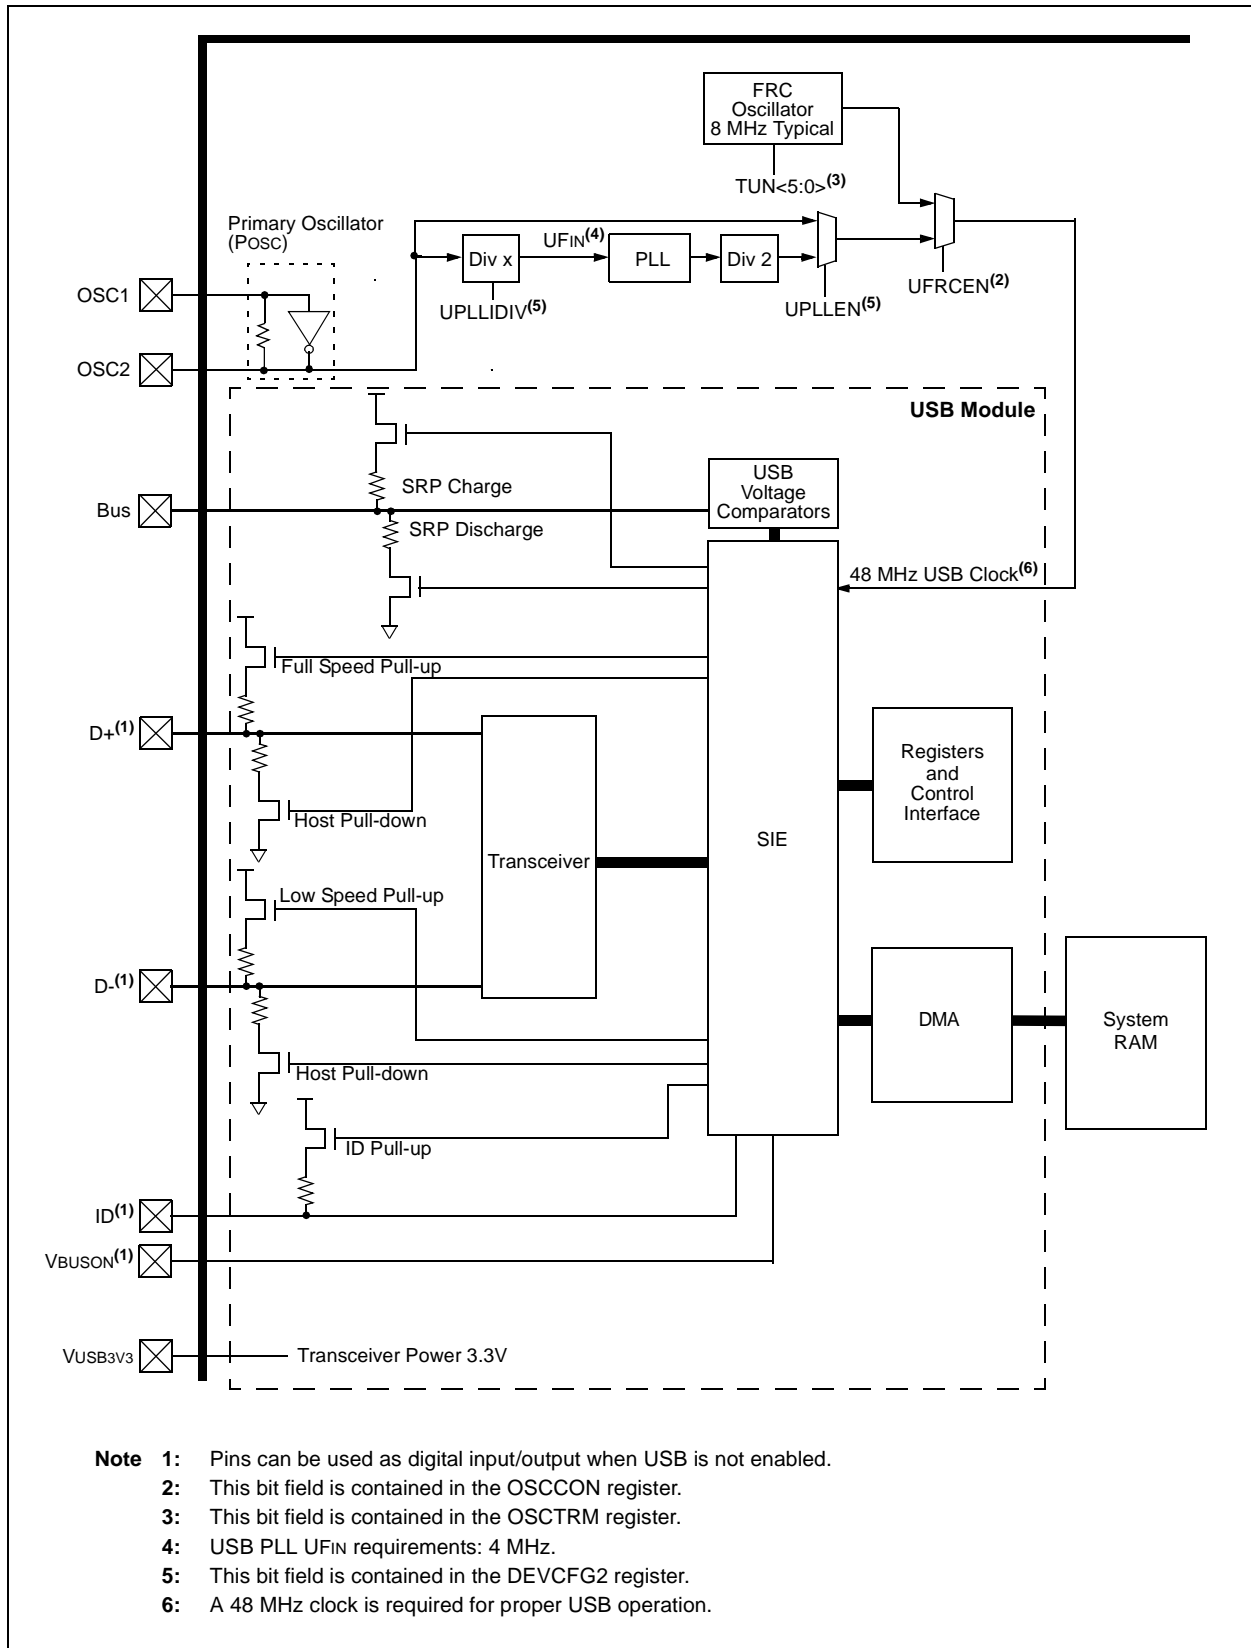 FRC
Oscillator
8 MHz Typical
TUN<5:0>(3)
Primary Oscillator
(POSC)
UFIN(4)
Div x
PLL
Div 2
UPLLIDIV(5)
UPLLEN(5)
UFRCEN(2)
OSC1
OSC2
USB Module
Bus
SRP Charge
SRP Discharge
USB
Voltage
Comparators
48 MHz USB Clock(6)
Full Speed Pull-up
D+(1)
Host Pull-down
Registers
and
Control
Interface
SIE
Transceiver
Low Speed Pull-up
D-(1)
Host Pull-down
DMA
System
RAM
ID Pull-up
ID(1)
VBUSON(1)
VUSB3V3
Transceiver Power 3.3V
Note 1: Pins can be used as digital input/output when USB is not enabled.
2: This bit field is contained in the OSCCON register.
3: This bit field is contained in the OSCTRM register.
4: USB PLL UFIN requirements: 4 MHz.
5: This bit field is contained in the DEVCFG2 register.
6: A 48 MHz clock is required for proper USB operation.